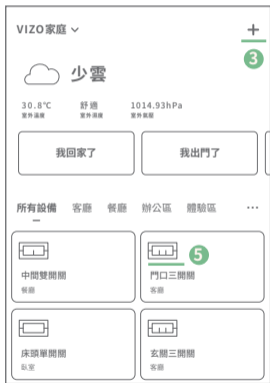 VIZO家庭
+
3
少雲
30.8°C 舒適 1014.93hPa
室外溫度 室外濕度 室外氣壓
我回家了 我出門了
所有設備 客廳 餐廳 辦公區 體驗區 ...
5
中間雙開關 門口三開關
餐廳 客廳
床頭單開關 玄關三開關
臥室 客廳